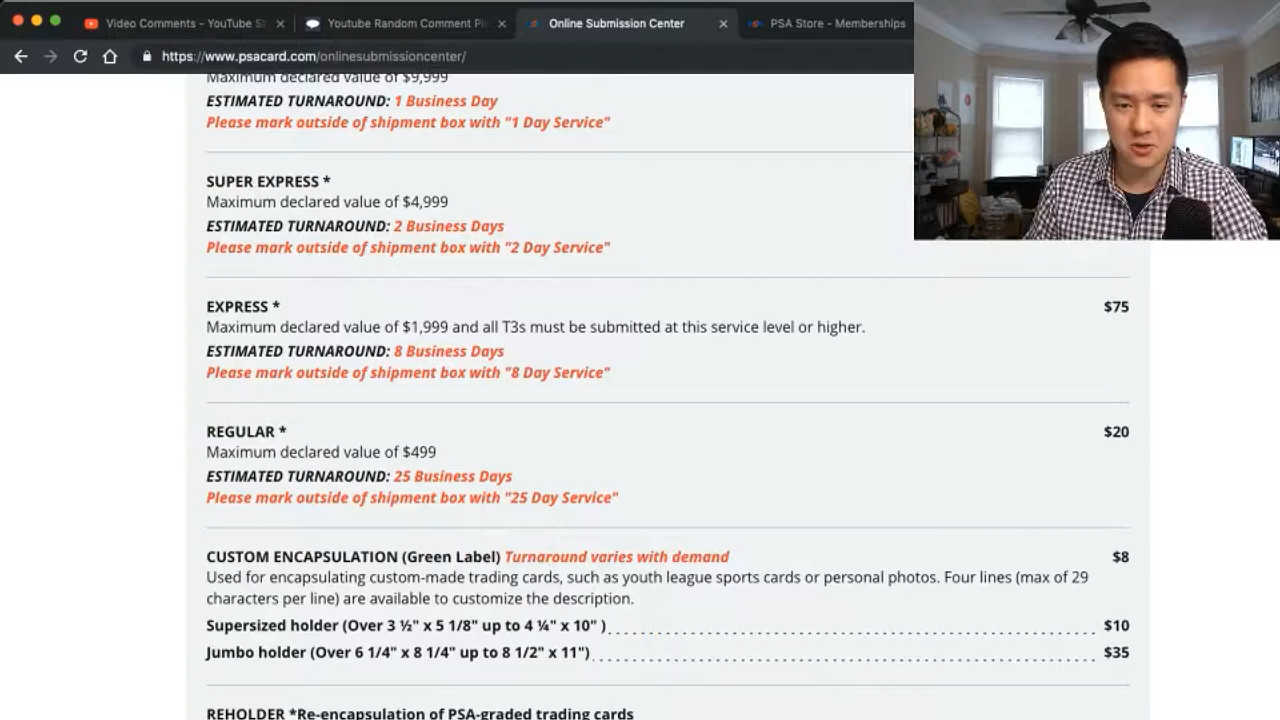 Video Comments - YouTube St
Youtube Random Comment Pic
Online Submission Center
PSA Store - Memberships
https://www.psacard.com/onlinesubmissioncenter/
Maximum declared value of $9,999
ESTIMATED TURNAROUND: 1 Business Day
Please mark outside of shipment box with "1 Day Service"
SUPER EXPRESS *
Maximum declared value of $4,999
ESTIMATED TURNAROUND: 2 Business Days
Please mark outside of shipment box with "2 Day Service"
EXPRESS * $75
Maximum declared value of $1,999 and all T3s must be submitted at this service level or higher.
ESTIMATED TURNAROUND: 8 Business Days
Please mark outside of shipment box with "8 Day Service"
REGULAR * $20
Maximum declared value of $499
ESTIMATED TURNAROUND: 25 Business Days
Please mark outside of shipment box with "25 Day Service"
CUSTOM ENCAPSULATION (Green Label) Turnaround varies with demand $8
Used for encapsulating custom-made trading cards, such as youth league sports cards or personal photos. Four lines (max of 29
characters per line) are available to customize the description.
Supersized holder (Over 3 ½" x 5 1/8" up to 4 ¼" x 10" ) $10
Jumbo holder (Over 6 1/4" x 8 1/4" up to 8 1/2" x 11") $35
REHOLDER *Re-encapsulation of PSA-graded trading cards